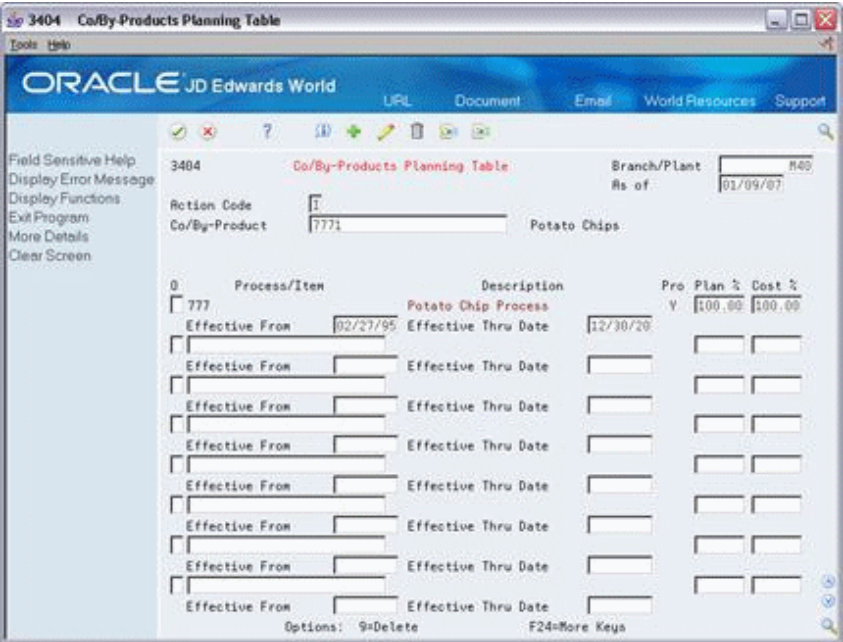 3404 Co/By-Products Planning Table
Tools Help
ORACLE JD Edwards World
URL Document Email World Resources Support
Field Sensitive Help
Display Error Message
Display Functions
Exit Program
More Details
Clear Screen
3404 Co/By-Products Planning Table Branch/Plant M40
As of 01/09/07
Action Code I
Co/By-Product 7771 Potato Chips
O Process/Item Description Pro Plan % Cost %
777 Potato Chip Process Y 100.00 100.00
Effective From 02/27/95 Effective Thru Date 12/30/20
Effective From Effective Thru Date
Effective From Effective Thru Date
Effective From Effective Thru Date
Effective From Effective Thru Date
Effective From Effective Thru Date
Effective From Effective Thru Date
Effective From Effective Thru Date
Options: 9=Delete F24=More Keys